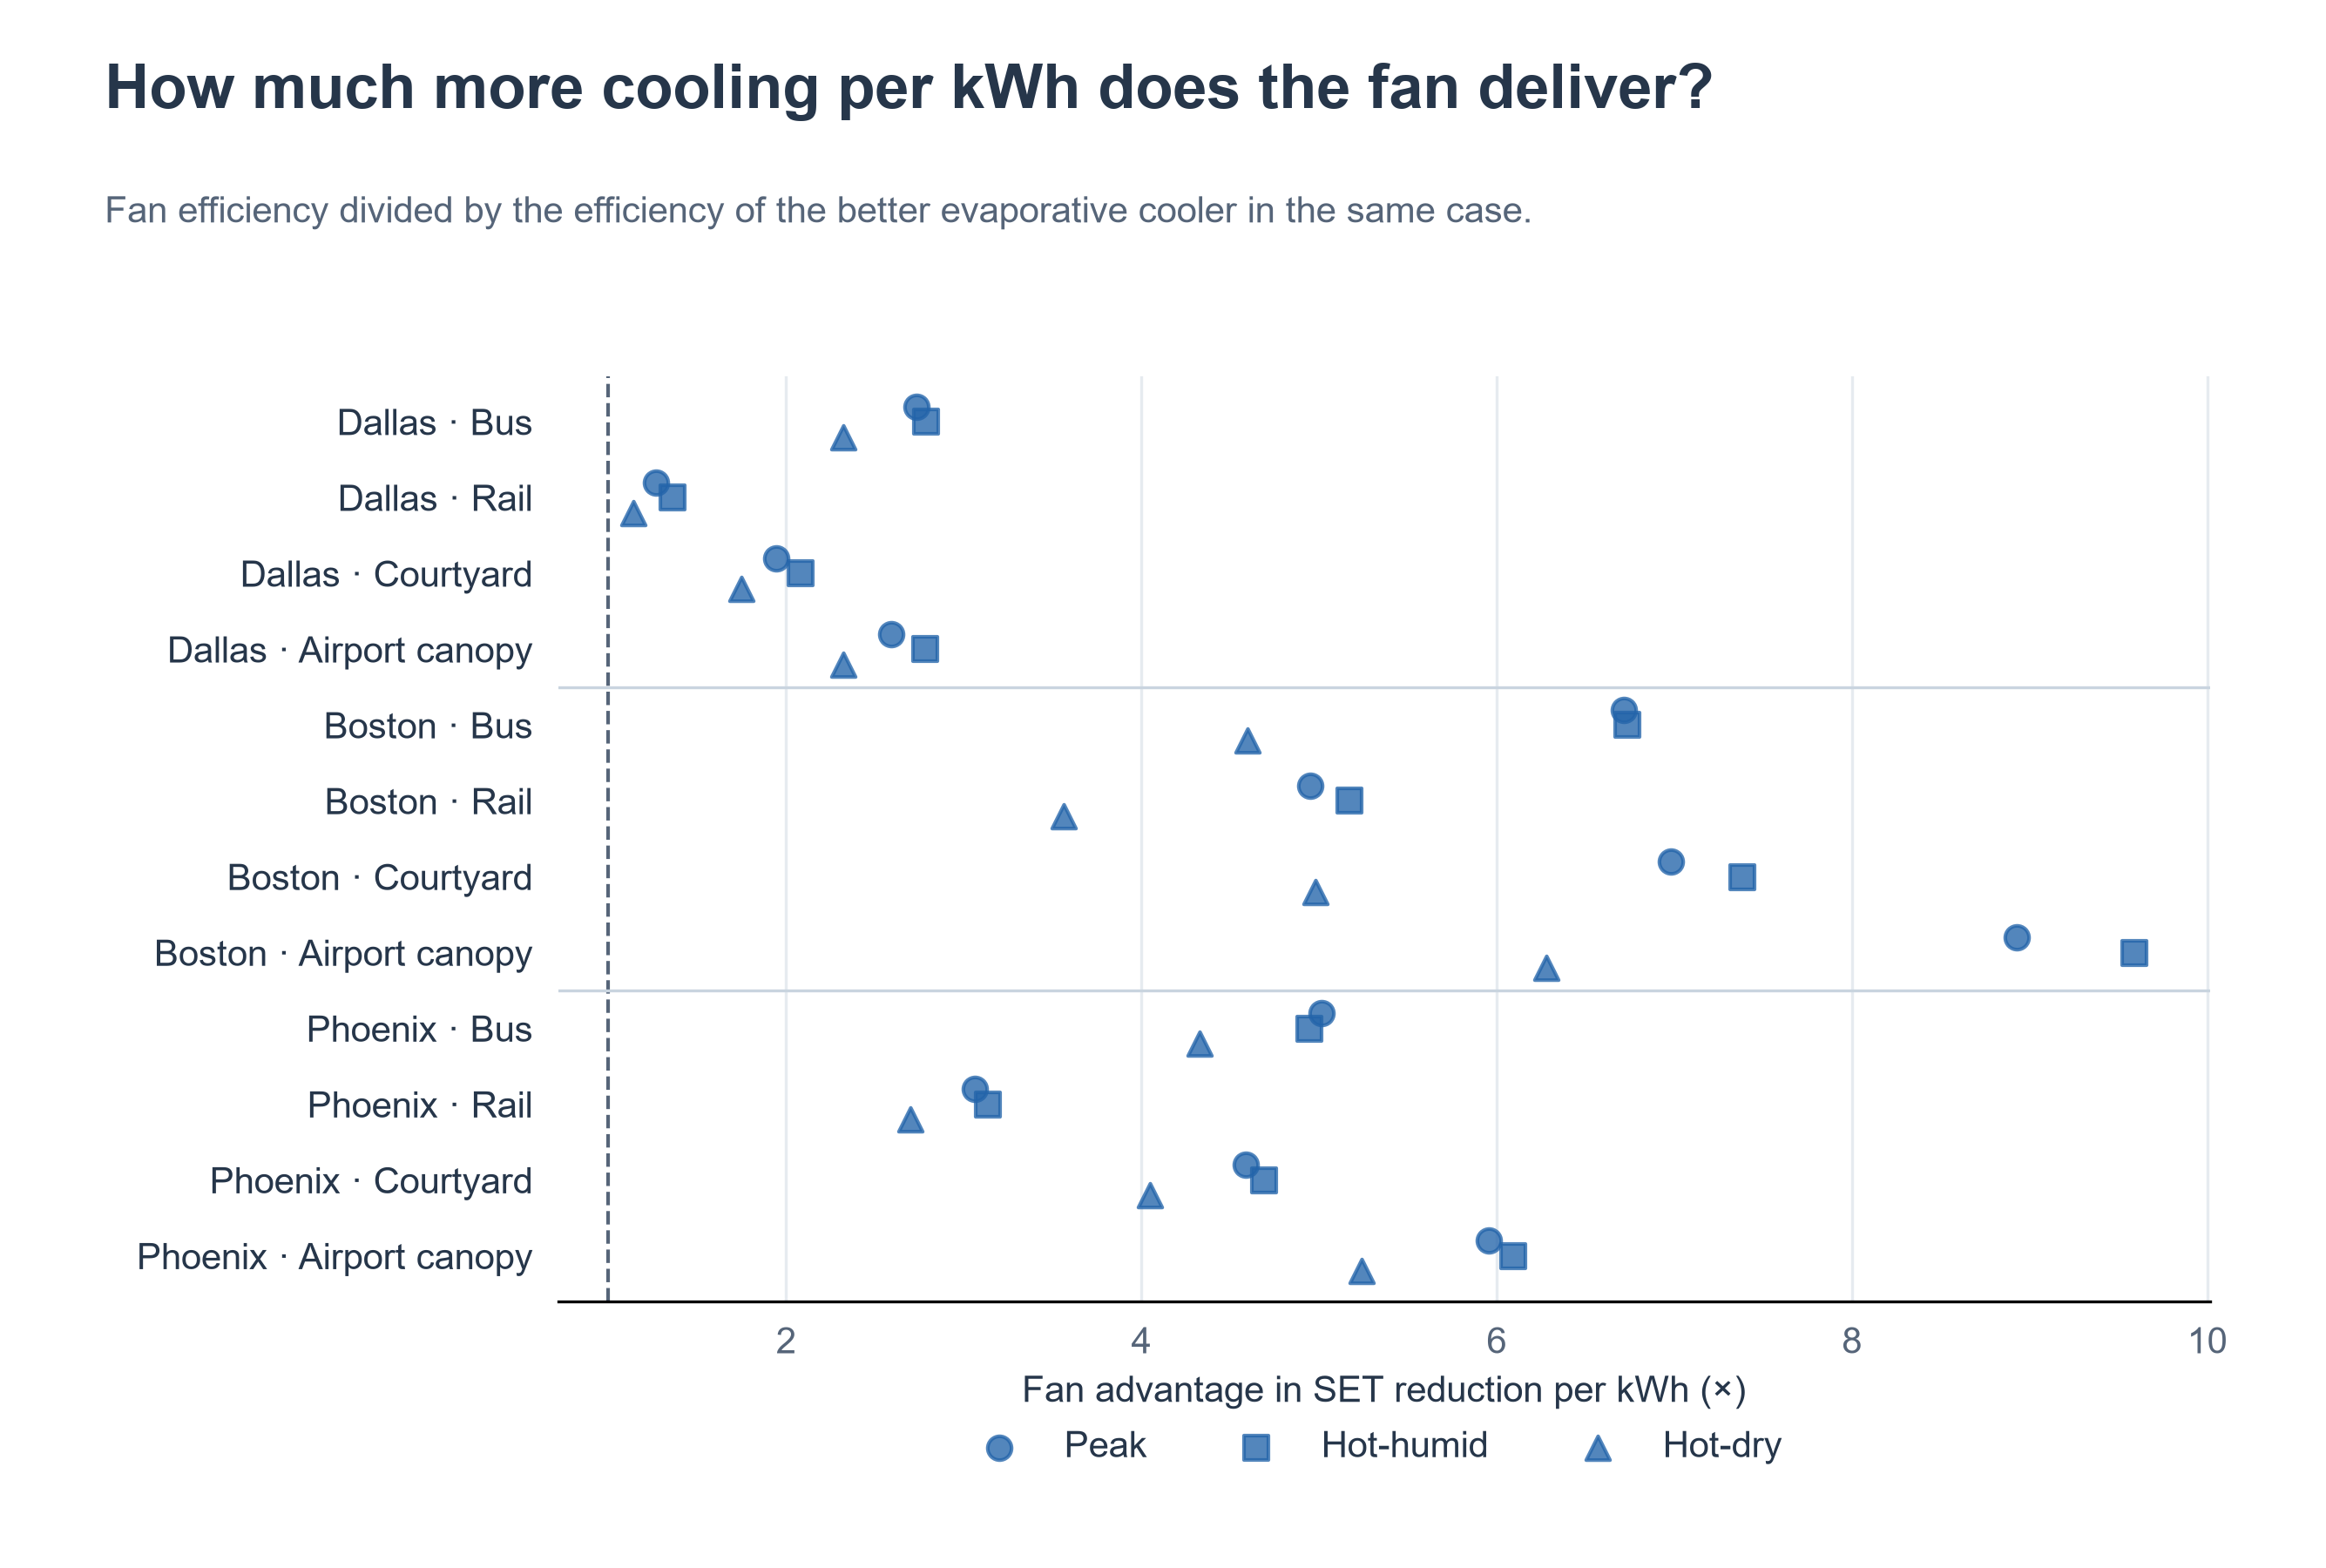 How much more cooling per kWh does the fan deliver?
Fan efficiency divided by the efficiency of the better evaporative cooler in the same case.
Dallas · Bus
Dallas · Rail
Dallas · Courtyard
Dallas · Airport canopy
Boston · Bus
Boston · Rail
Boston · Courtyard
Boston · Airport canopy
Phoenix · Bus
Phoenix · Rail
Phoenix · Courtyard
Phoenix · Airport canopy
2 4 6 8 10
Fan advantage in SET reduction per kWh (×)
Peak Hot-humid Hot-dry